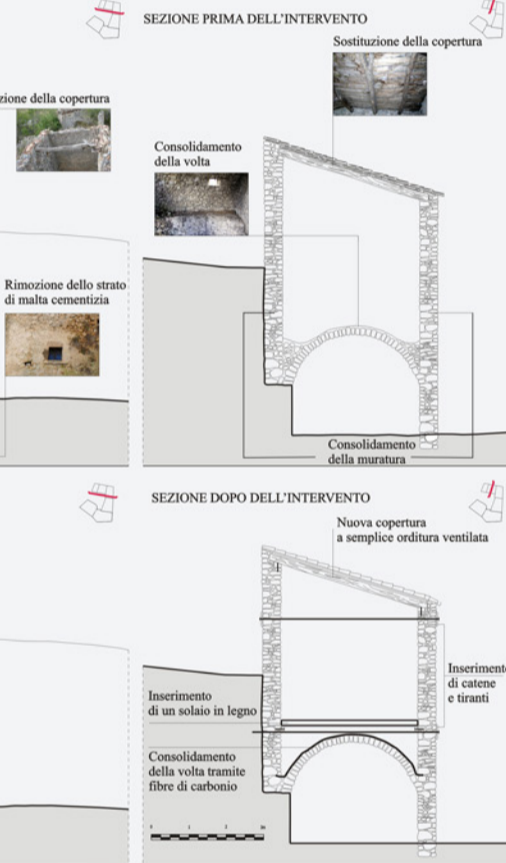 SEZIONE PRIMA DELL'INTERVENTO
Sostituzione della copertura
zione della copertura
Consolidamento
della volta
Rimozione dello strato
di malta cementizia
Consolidamento
della muratura
SEZIONE DOPO DELL'INTERVENTO
Nuova copertura
a semplice orditura ventilata
Inserimento
di catene
e tiranti
Inserimento
di un solaio in legno
Consolidamento
della volta tramite
fibre di carbonio